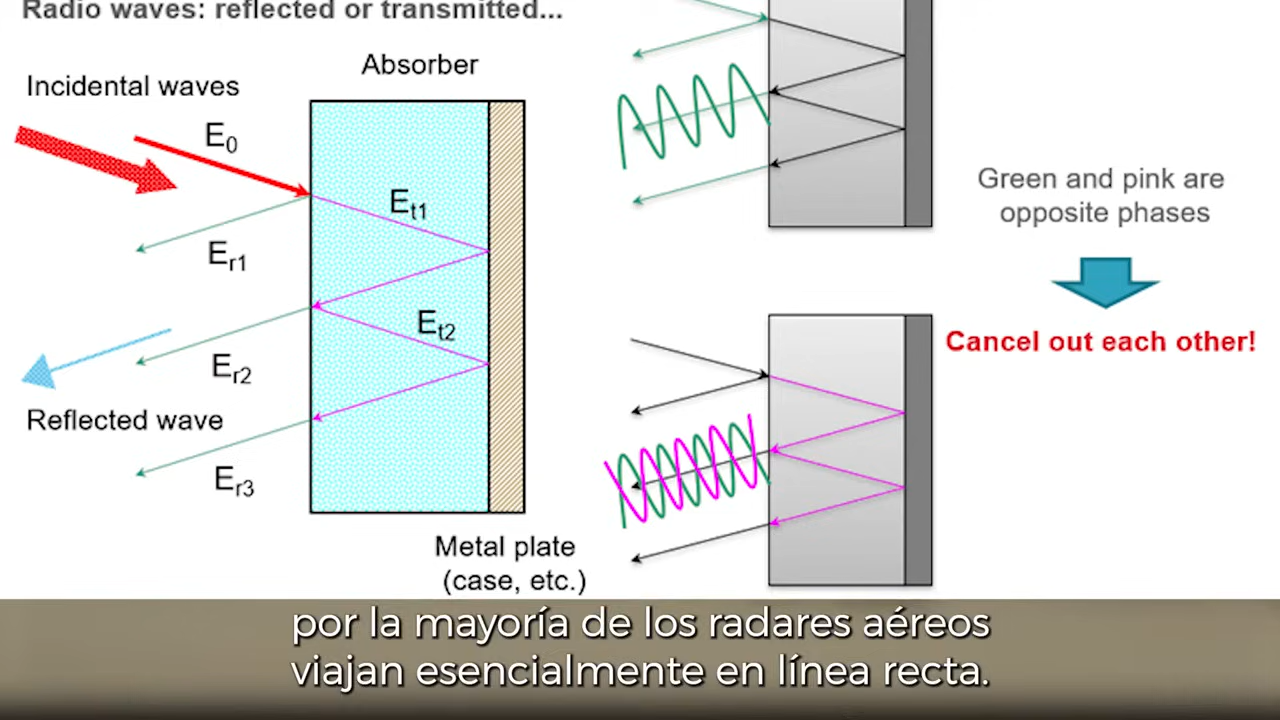 Radio waves: reflected or transmitted...
Absorber
Incidental waves
E0
Et1
Er1
Et2
Er2
Reflected wave
Er3
Metal plate
(case, etc.)
Green and pink are
opposite phases
Cancel out each other!
por la mayoría de los radares aéreos
viajan esencialmente en línea recta.